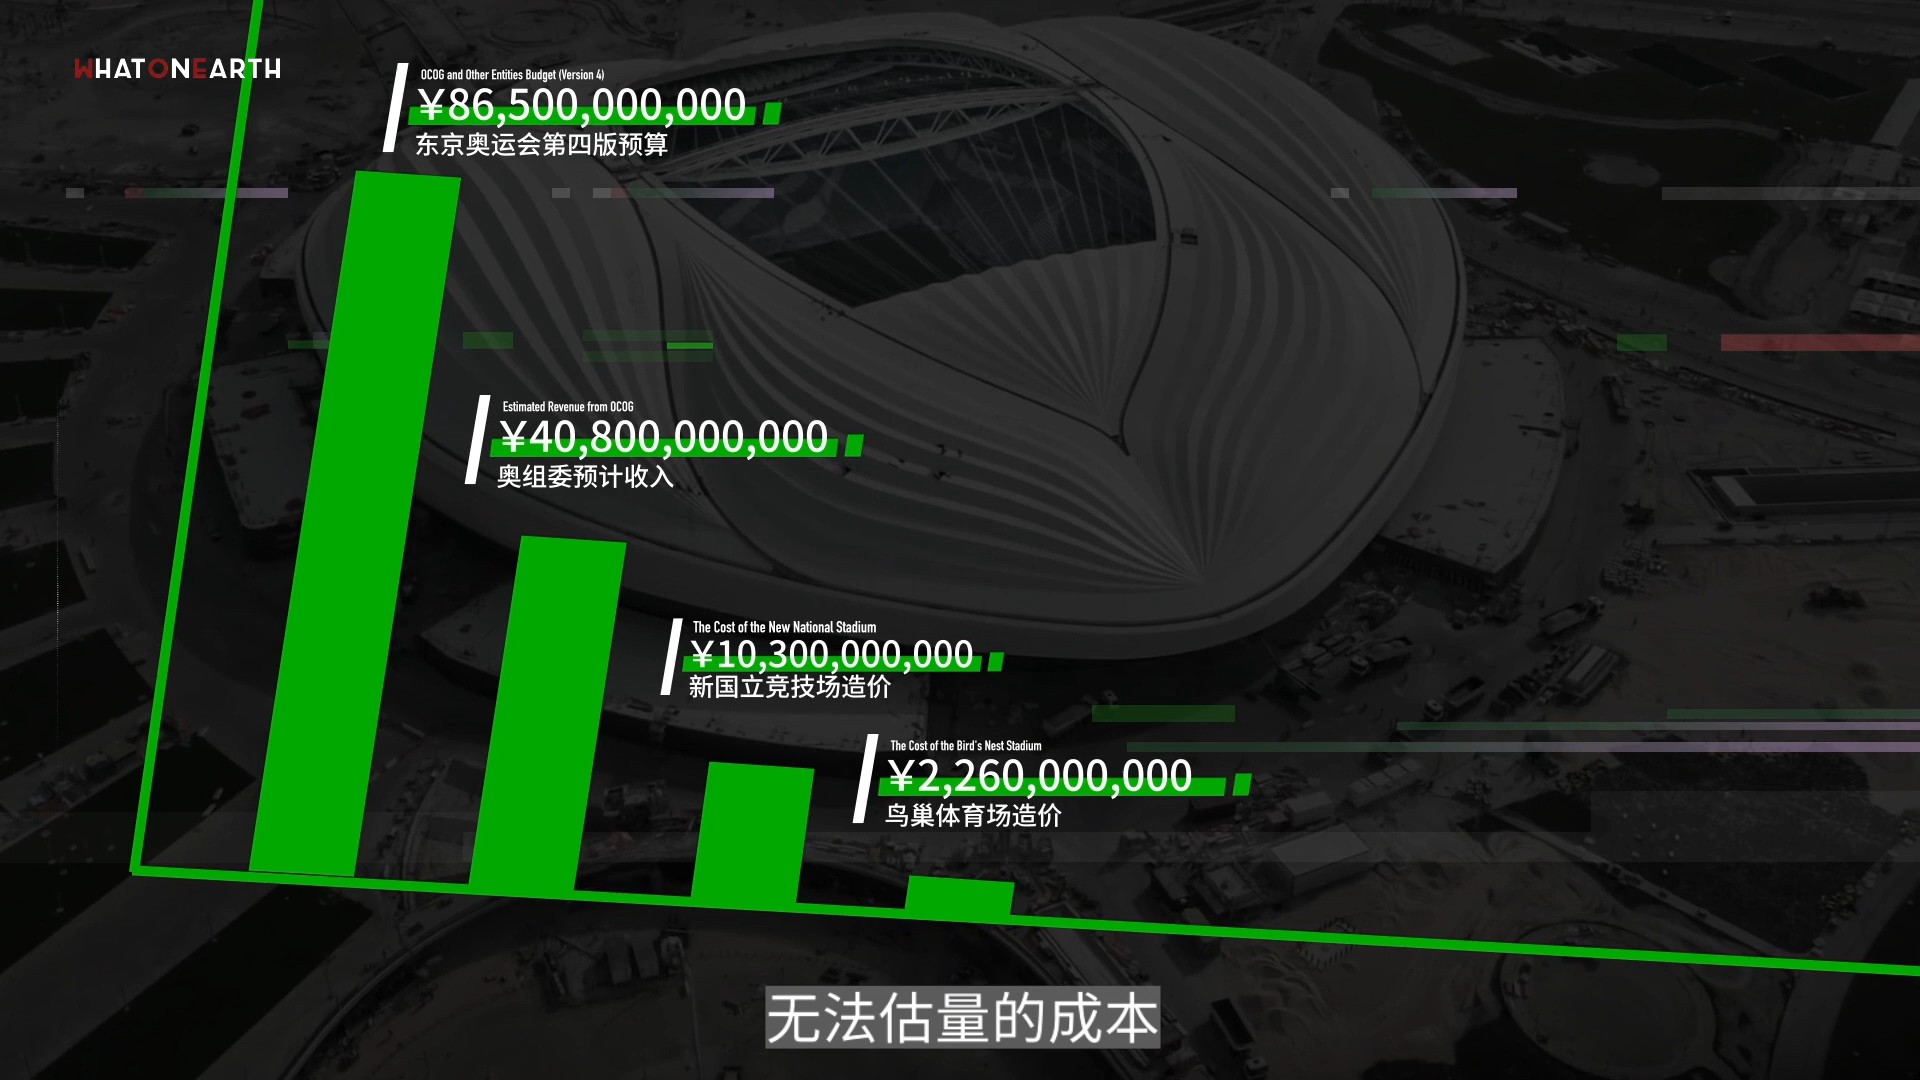 WHATONEARTH
OCOG and Other Entities Budget (Version 4)
¥86,500,000,000
东京奥运会第四版预算
Estimated Revenue from OCOG
¥40,800,000,000
奥组委预计收入
The Cost of the New National Stadium
¥10,300,000,000
新国立竞技场造价
The Cost of the Bird's Nest Stadium
¥2,260,000,000
鸟巢体育场造价
无法估量的成本